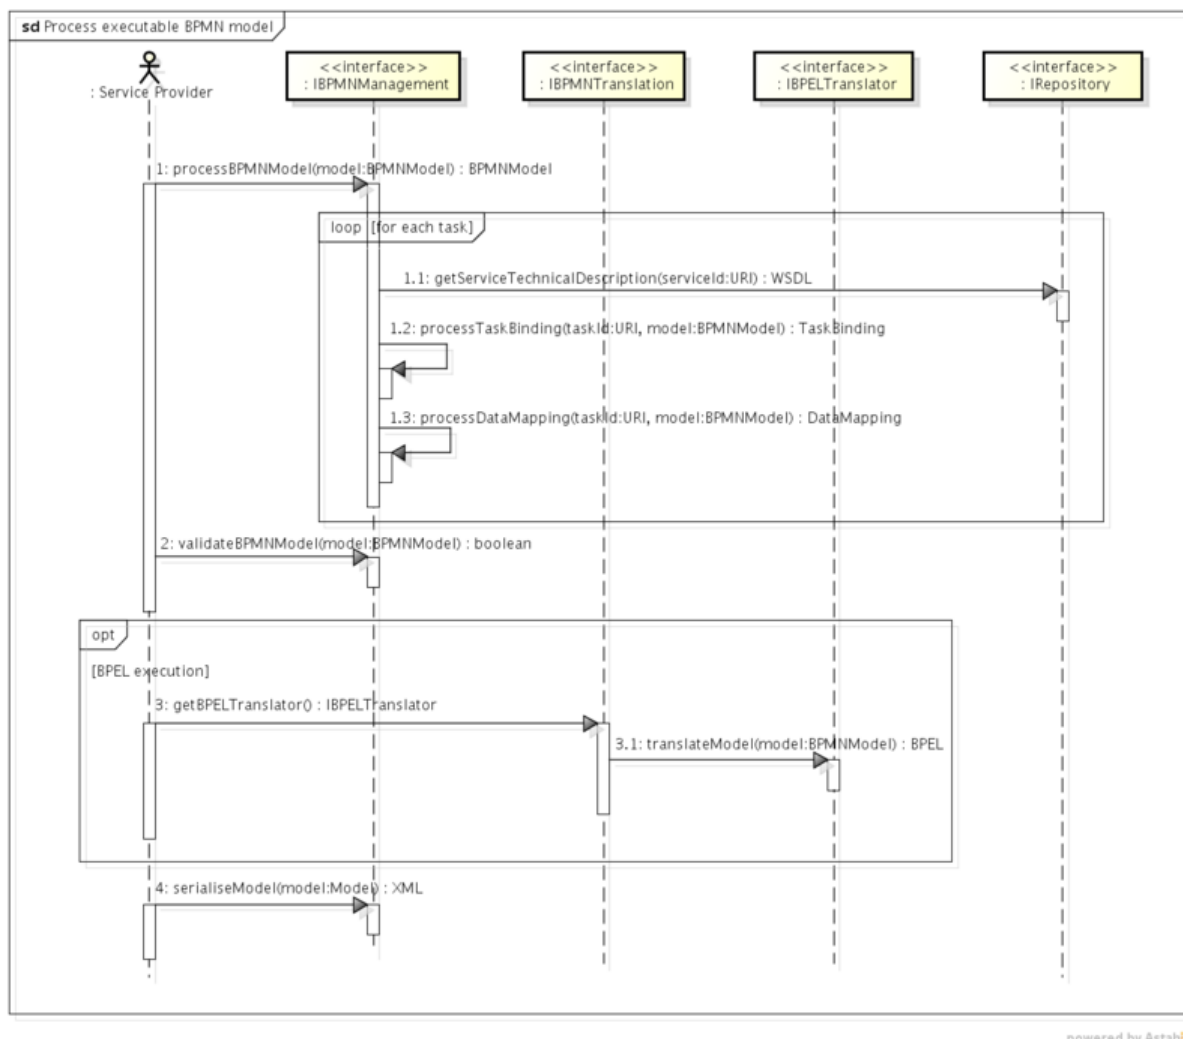 sd Process executable BPMN model
: Service Provider
<<interface>>
: IBPMNManagement
<<interface>>
: IBPMNTranslation
<<interface>>
: IBPELTranslator
<<interface>>
: IRepository
1: processBPMNModel(model:BPMNModel) : BPMNModel
loop [for each task]
1.1: getServiceTechnicalDescription(serviceId:URI) : WSDL
1.2: processTaskBinding(taskId:URI, model:BPMNModel) : TaskBinding
1.3: processDataMapping(taskId:URI, model:BPMNModel) : DataMapping
2: validateBPMNModel(model:BPMNModel) : boolean
opt
[BPEL execution]
3: getBPELTranslator() : IBPELTranslator
3.1: translateModel(model:BPMNModel) : BPEL
4: serialiseModel(model:Model) : XML
powered by Astah